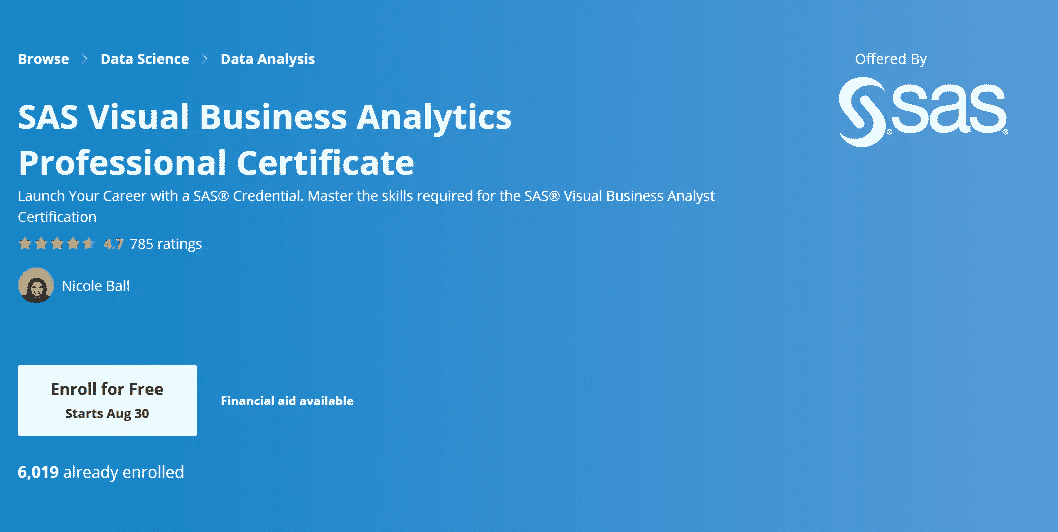 Browse > Data Science > Data Analysis
Offered By
sas
SAS Visual Business Analytics
Professional Certificate
Launch Your Career with a SAS® Credential. Master the skills required for the SAS® Visual Business Analyst
Certification
4.7 785 ratings
Nicole Ball
Enroll for Free
Starts Aug 30
Financial aid available
6,019 already enrolled